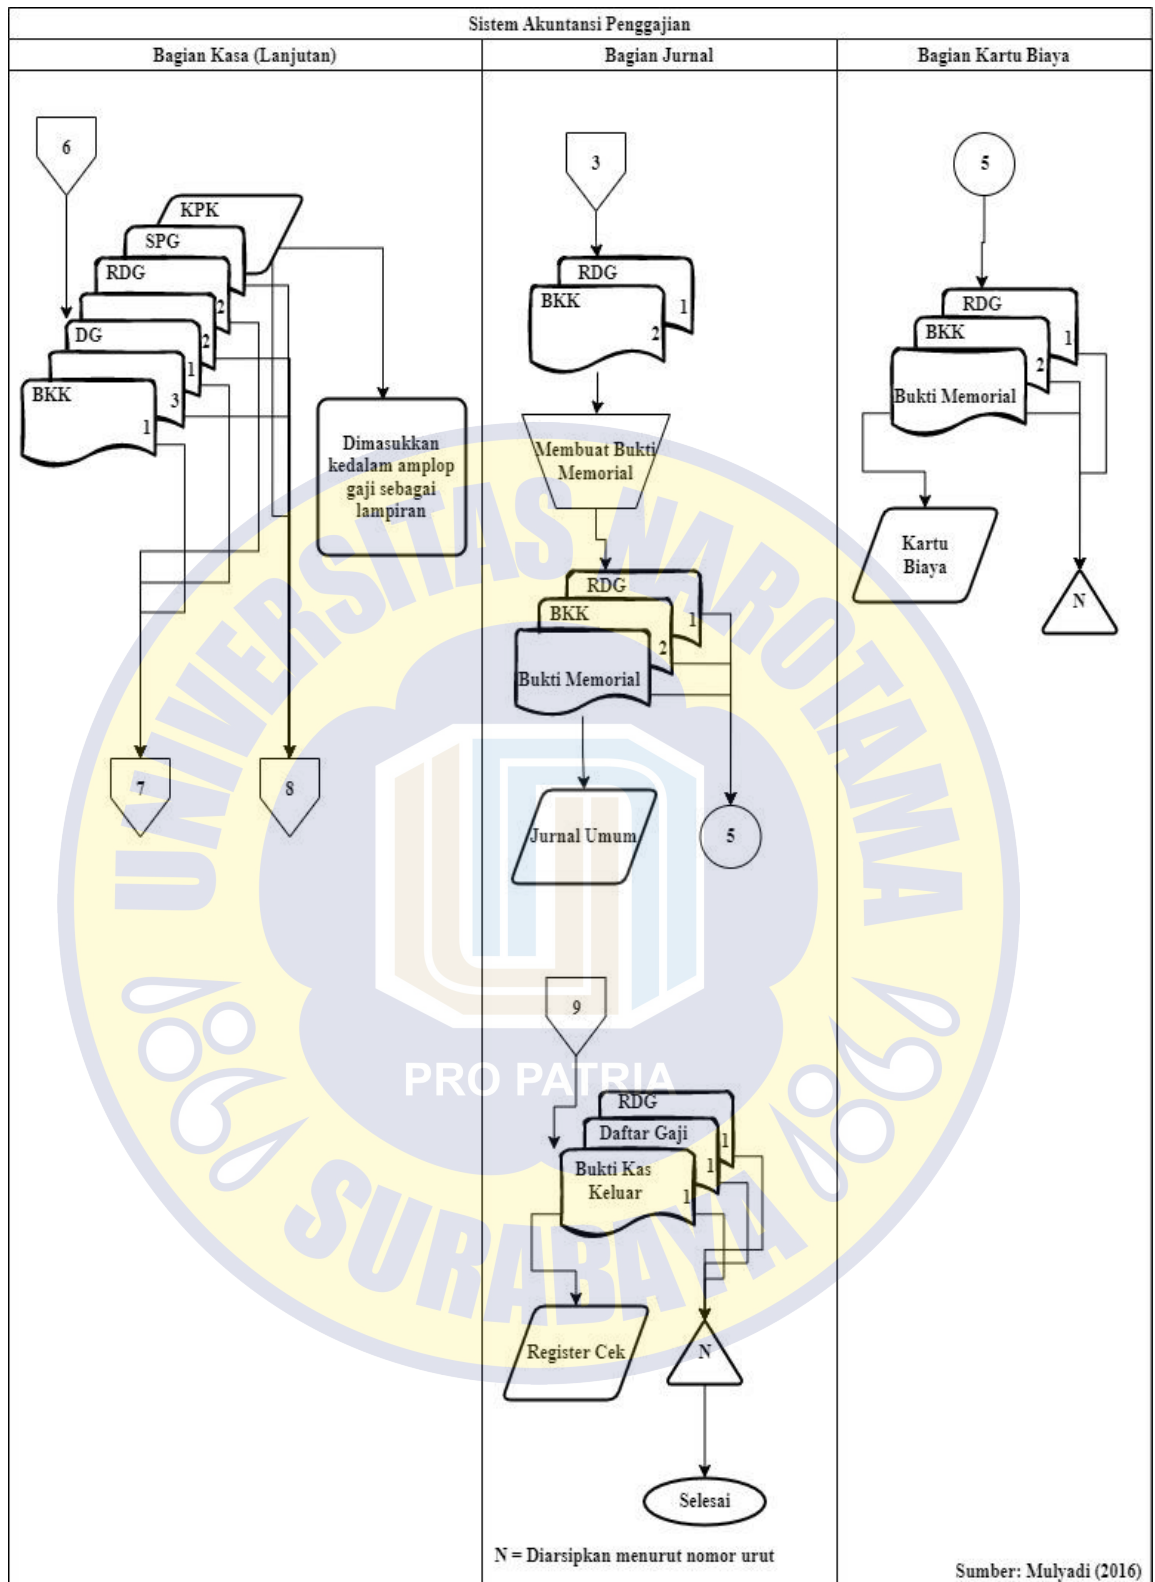 Sistem Akuntansi Penggajian
Bagian Kasa (Lanjutan)
Bagian Jurnal
Bagian Kartu Biaya
6
KPK
SPG
RDG
2
2
DG
1
3
BKK
1
Dimasukkan
kedalam amplop
gaji sebagai
lampiran
7
8
3
RDG
1
BKK
2
Membuat Bukti
Memorial
RDG
1
BKK
2
Bukti Memorial
Jurnal Umum
5
9
RDG
1
Daftar Gaji
1
Bukti Kas
Keluar
1
Register Cek
N
Selesai
N = Diarsipkan menurut nomor urut
5
RDG
1
BKK
2
Bukti Memorial
Kartu
Biaya
N
Sumber: Mulyadi (2016)
UNIVERSITAS NAROTAMA
PRO PATRIA
SURABAYA